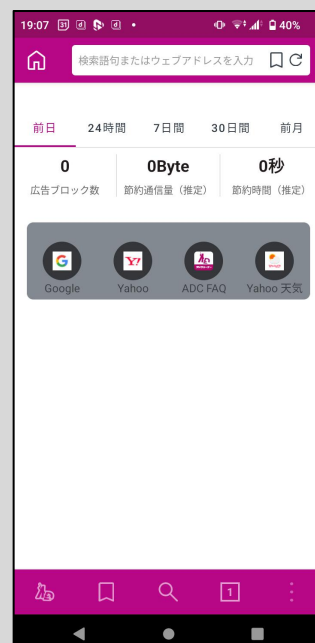 19:07 31 d d 40%
検索語句またはウェブアドレスを入力
前日 24時間 7日間 30日間 前月
0 0Byte 0秒
広告ブロック数 節約通信量（推定） 節約時間（推定）
G Y!
Google Yahoo ADC FAQ Yahoo 天気
1